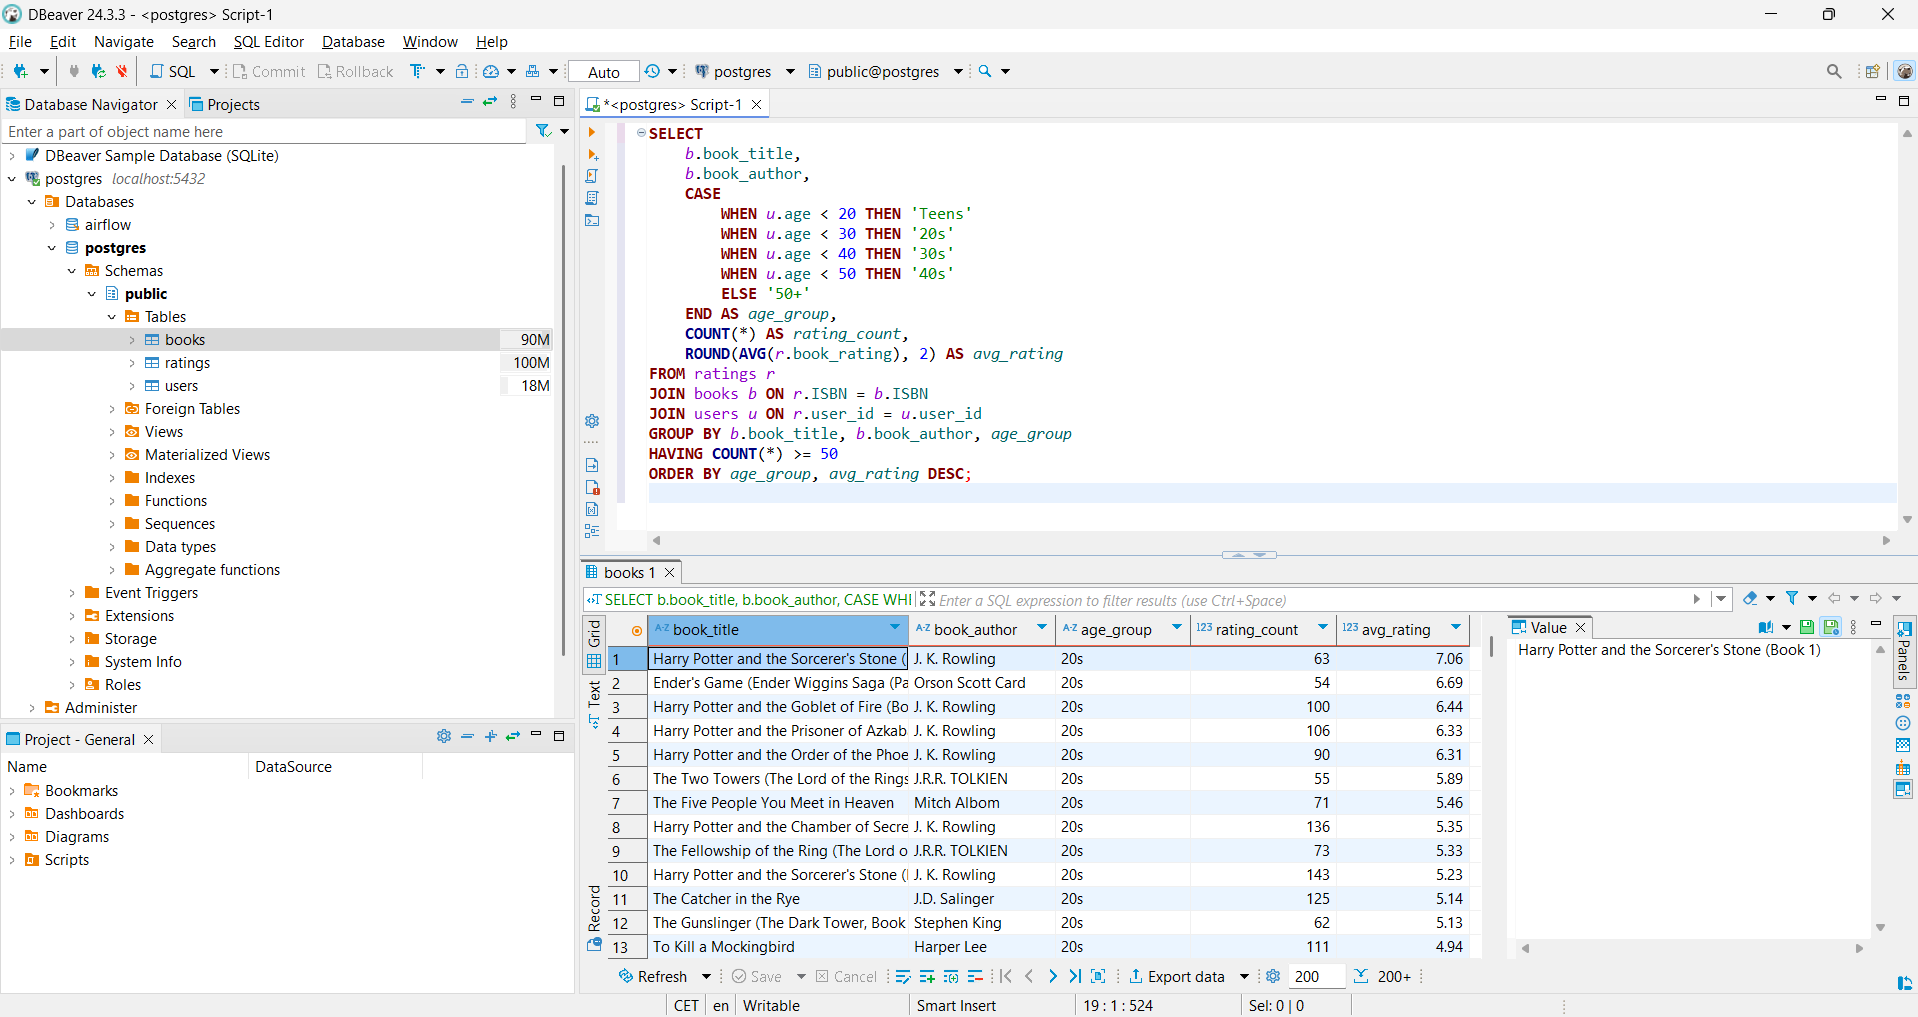 DBeaver 24.3.3 - <postgres> Script-1
File Edit Navigate Search SQL Editor Database Window Help
SQL Commit Rollback Auto postgres public@postgres
Database Navigator Projects
Enter a part of object name here
DBeaver Sample Database (SQLite)
postgres localhost:5432
Databases
airflow
postgres
Schemas
public
Tables
books 90M
ratings 100M
users 18M
Foreign Tables
Views
Materialized Views
Indexes
Functions
Sequences
Data types
Aggregate functions
Event Triggers
Extensions
Storage
System Info
Roles
Administer
Project - General
Name DataSource
Bookmarks
Dashboards
Diagrams
Scripts
*<postgres> Script-1
SELECT
b.book_title,
b.book_author,
CASE
WHEN u.age < 20 THEN 'Teens'
WHEN u.age < 30 THEN '20s'
WHEN u.age < 40 THEN '30s'
WHEN u.age < 50 THEN '40s'
ELSE '50+'
END AS age_group,
COUNT(*) AS rating_count,
ROUND(AVG(r.book_rating), 2) AS avg_rating
FROM ratings r
JOIN books b ON r.ISBN = b.ISBN
JOIN users u ON r.user_id = u.user_id
GROUP BY b.book_title, b.book_author, age_group
HAVING COUNT(*) >= 50
ORDER BY age_group, avg_rating DESC;
books 1
SELECT b.book_title, b.book_author, CASE WHI Enter a SQL expression to filter results (use Ctrl+Space)
Grid
Text
Record
A-Z book_title A-Z book_author A-Z age_group 123 rating_count 123 avg_rating
1 Harry Potter and the Sorcerer's Stone ( J. K. Rowling 20s 63 7.06
2 Ender's Game (Ender Wiggins Saga (Pa Orson Scott Card 20s 54 6.69
3 Harry Potter and the Goblet of Fire (Bo J. K. Rowling 20s 100 6.44
4 Harry Potter and the Prisoner of Azkab J. K. Rowling 20s 106 6.33
5 Harry Potter and the Order of the Phoe J. K. Rowling 20s 90 6.31
6 The Two Towers (The Lord of the Rings J.R.R. TOLKIEN 20s 55 5.89
7 The Five People You Meet in Heaven Mitch Albom 20s 71 5.46
8 Harry Potter and the Chamber of Secre J. K. Rowling 20s 136 5.35
9 The Fellowship of the Ring (The Lord o J.R.R. TOLKIEN 20s 73 5.33
10 Harry Potter and the Sorcerer's Stone ( J. K. Rowling 20s 143 5.23
11 The Catcher in the Rye J.D. Salinger 20s 125 5.14
12 The Gunslinger (The Dark Tower, Book Stephen King 20s 62 5.13
13 To Kill a Mockingbird Harper Lee 20s 111 4.94
Value
Harry Potter and the Sorcerer's Stone (Book 1)
Panels
Refresh Save Cancel Export data 200 200+
CET en Writable Smart Insert 19 : 1 : 524 Sel: 0 | 0